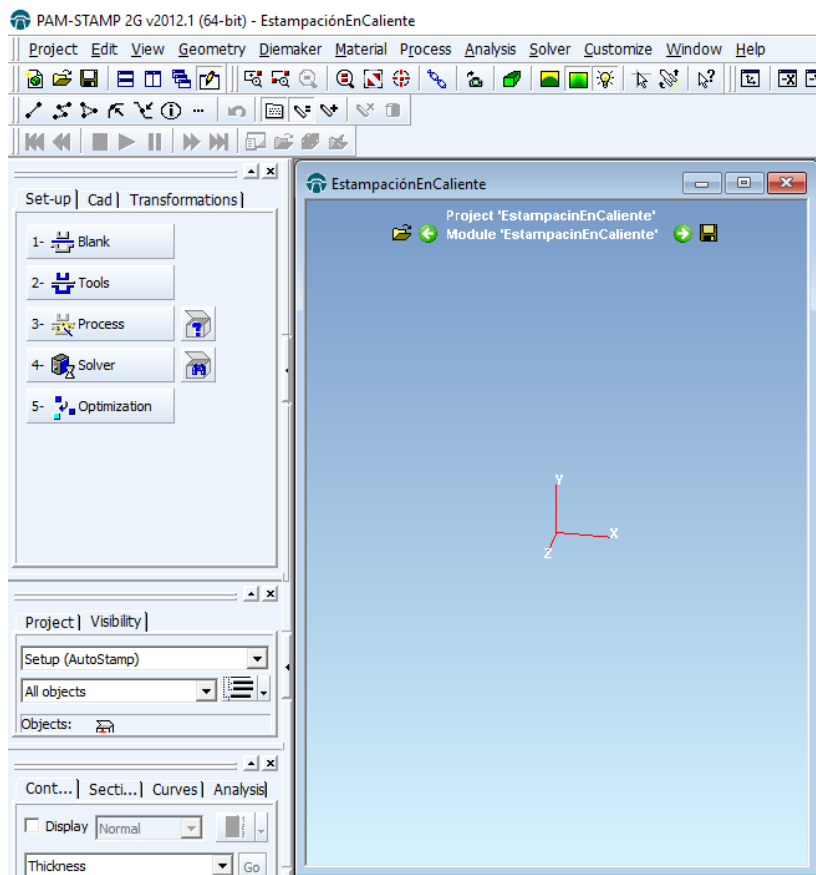 PAM-STAMP 2G v2012.1 (64-bit) - EstampaciónEnCaliente
Project Edit View Geometry Diemaker Material Process Analysis Solver Customize Window Help
Set-up Cad Transformations
1- Blank
2- Tools
3- Process
4- Solver
5- Optimization
Project Visibility
Setup (AutoStamp)
All objects
Objects:
Cont... Secti... Curves Analysis
Display Normal
Thickness Go
EstampaciónEnCaliente
Project 'EstampacinEnCaliente'
Module 'EstampacinEnCaliente'
Y
X
Z